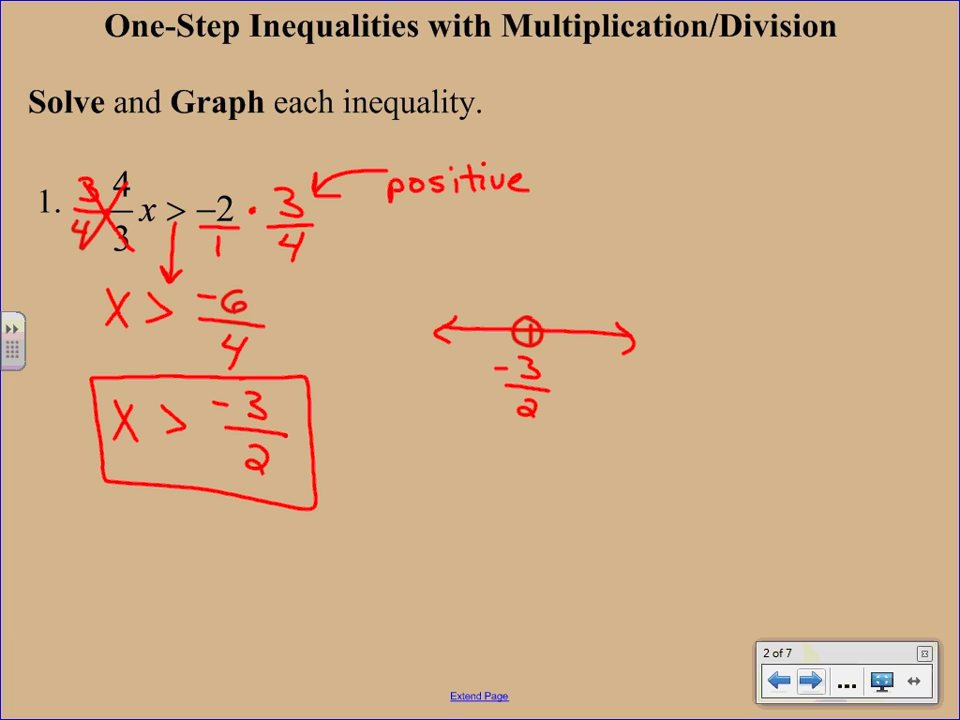 One-Step Inequalities with Multiplication/Division
Solve and Graph each inequality.
1. 3/4 · 4/3 x > −2/1 · 3/4 positive
X > -6/4
X > -3/2
-3/2
2 of 7
...
Extend Page